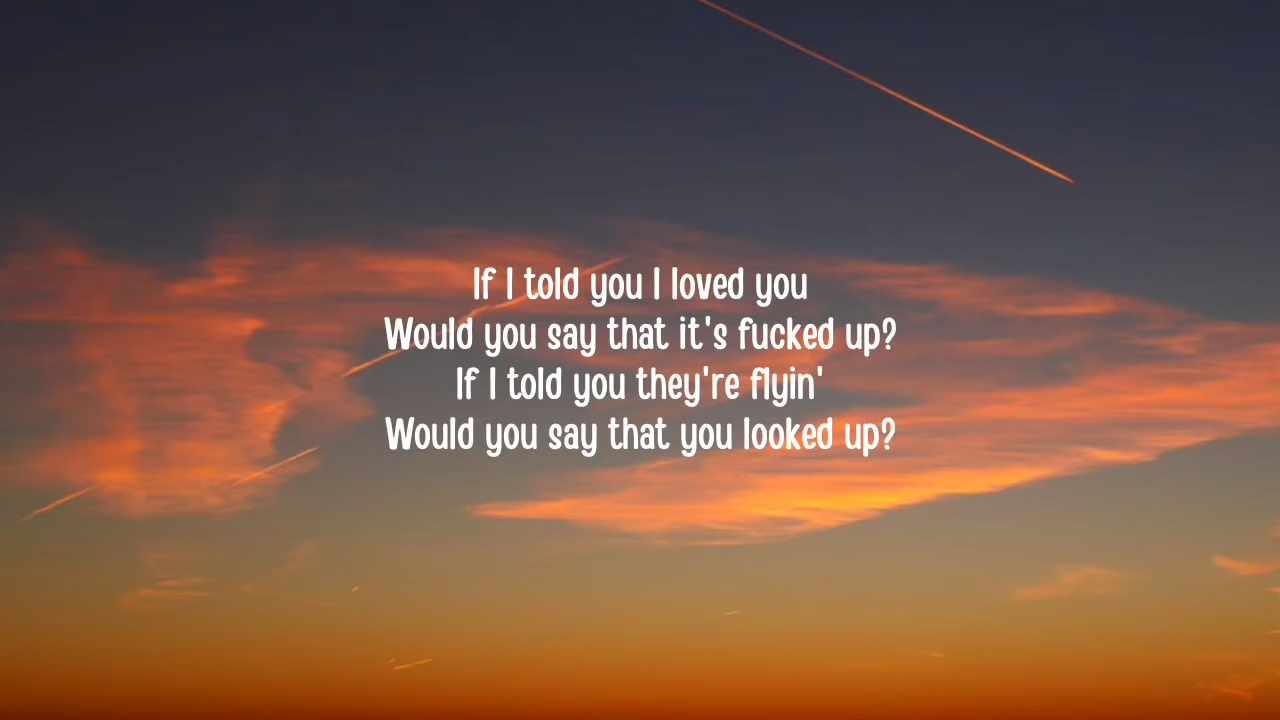 If I told you I loved you
Would you say that it's fucked up?
If I told you they're flyin'
Would you say that you looked up?